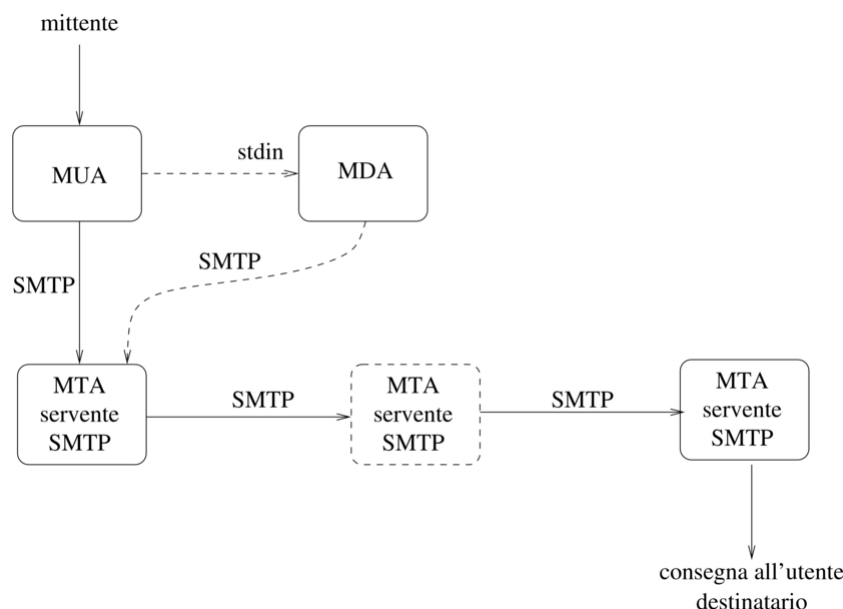 mittente
stdin
MUA
MDA
SMTP
SMTP
MTA
servente
SMTP
SMTP
MTA
servente
SMTP
SMTP
MTA
servente
SMTP
consegna all'utente
destinatario